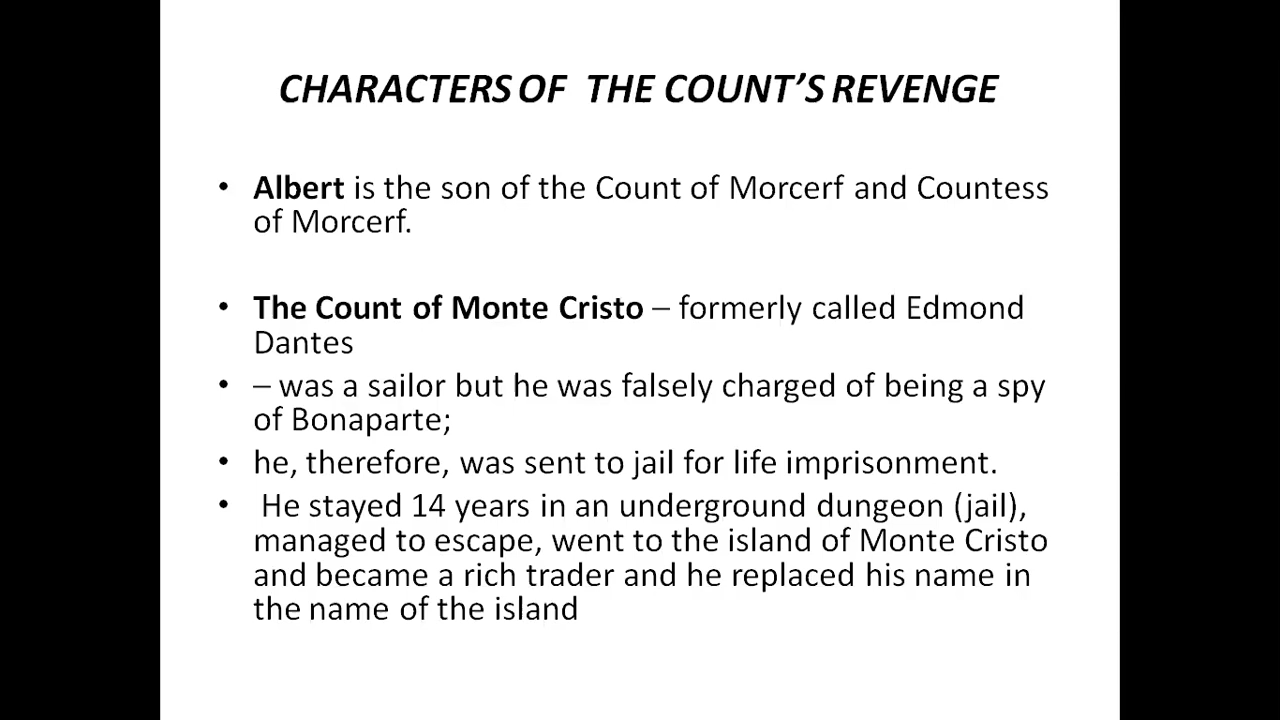 CHARACTERS OF THE COUNT'S REVENGE
• Albert is the son of the Count of Morcerf and Countess
of Morcerf.
• The Count of Monte Cristo – formerly called Edmond
Dantes
• – was a sailor but he was falsely charged of being a spy
of Bonaparte;
• he, therefore, was sent to jail for life imprisonment.
• He stayed 14 years in an underground dungeon (jail),
managed to escape, went to the island of Monte Cristo
and became a rich trader and he replaced his name in
the name of the island